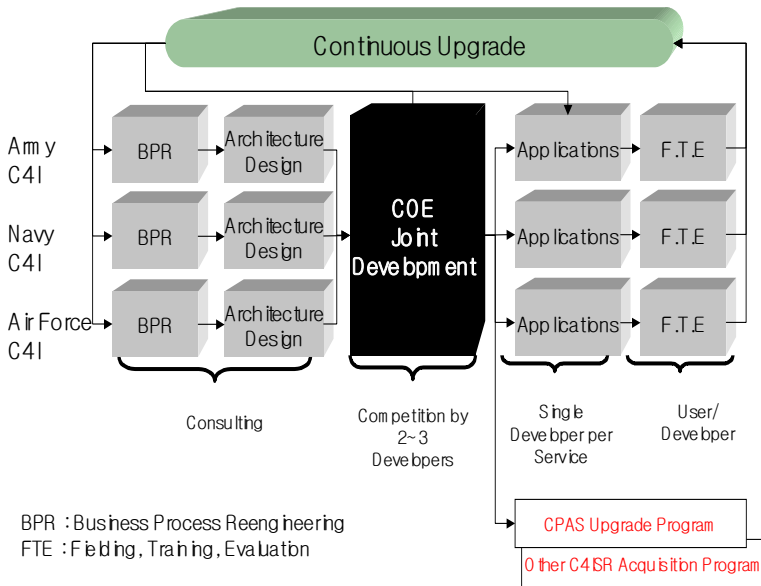 Continuous Upgrade
Army
C4I
BPR
Architecture
Design
Applications
F.T.E
Navy
C4I
BPR
Architecture
Design
COE
Joint
Development
Applications
F.T.E
Air Force
C4I
BPR
Architecture
Design
Applications
F.T.E
Consulting
Competition by
2~3
Developers
Single
Developer per
Service
User/
Developer
BPR : Business Process Reengineering
FTE : Fielding, Training, Evaluation
CPAS Upgrade Program
Other C4ISR Acquisition Program